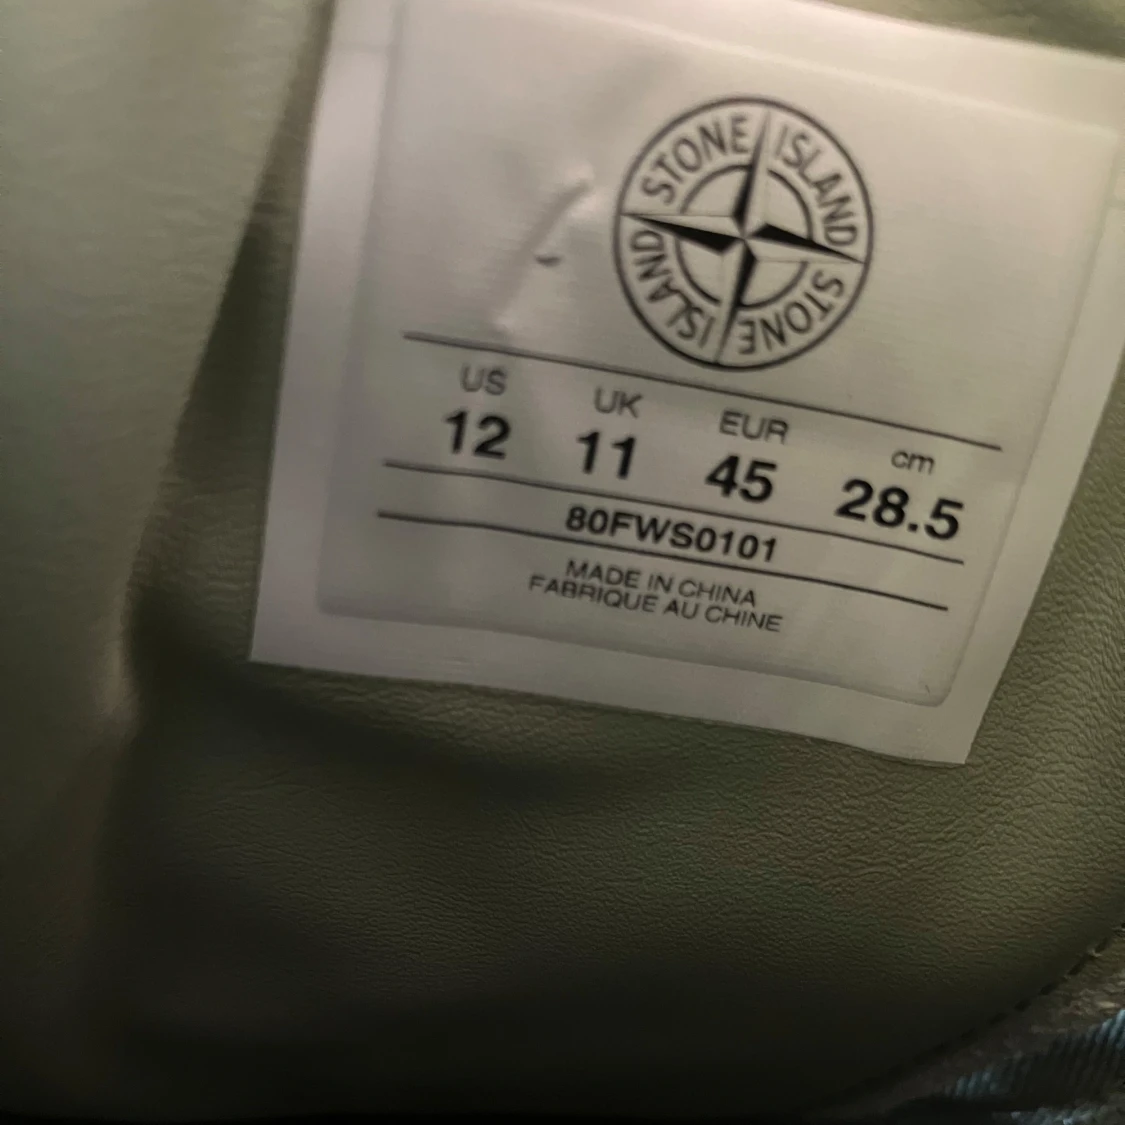 STONE ISLAND STONE ISLAND
US UK EUR cm
12 11 45 28.5
80FWS0101
MADE IN CHINA
FABRIQUE AU CHINE